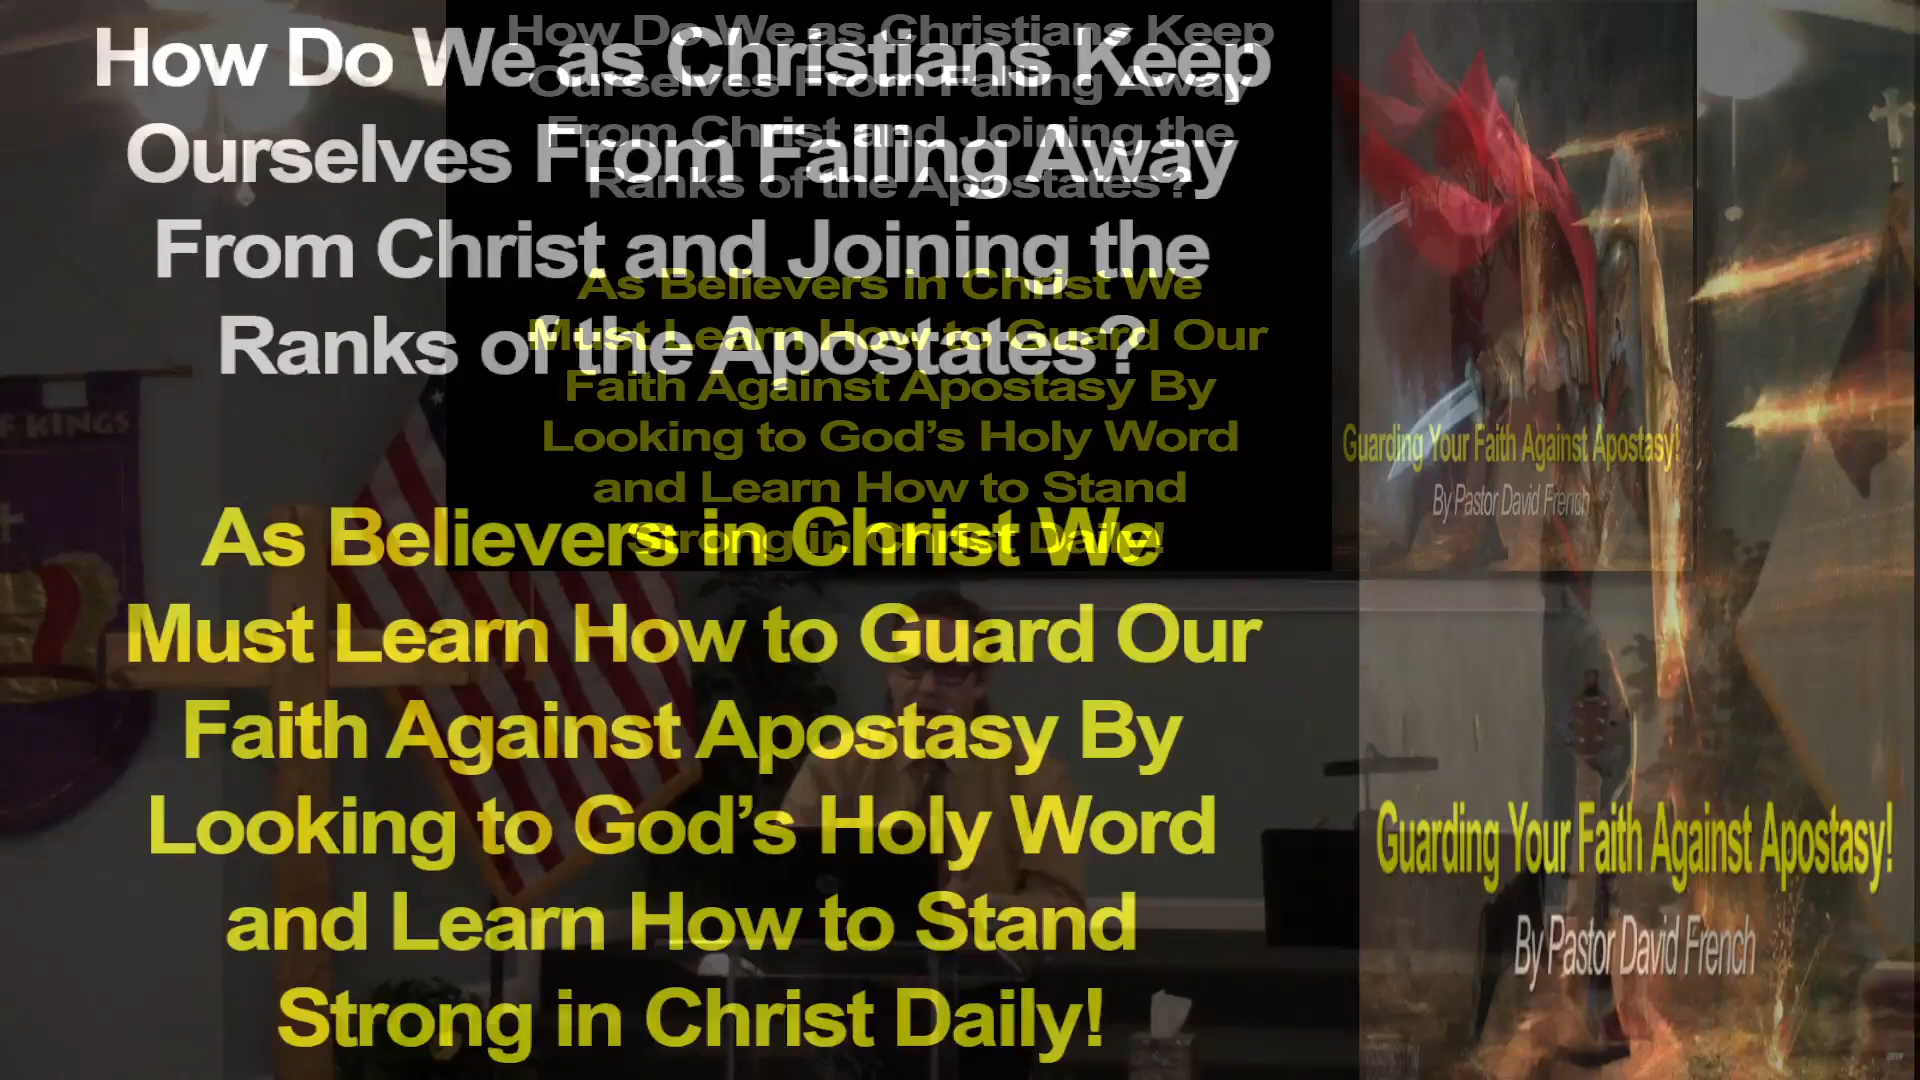 How Do We as Christians Keep
Ourselves From Falling Away
From Christ and Joining the
Ranks of the Apostates?
As Believers in Christ We
Must Learn How to Guard Our
Faith Against Apostasy By
Looking to God's Holy Word
and Learn How to Stand
Strong in Christ Daily!
How Do We as Christians Keep
Ourselves From Falling Away
From Christ and Joining the
Ranks of the Apostates?
As Believers in Christ We
Must Learn How to Guard Our
Faith Against Apostasy By
Looking to God's Holy Word
and Learn How to Stand
Strong in Christ Daily!
Guarding Your Faith Against Apostasy!
By Pastor David French
Guarding Your Faith Against Apostasy!
By Pastor David French
F KINGS